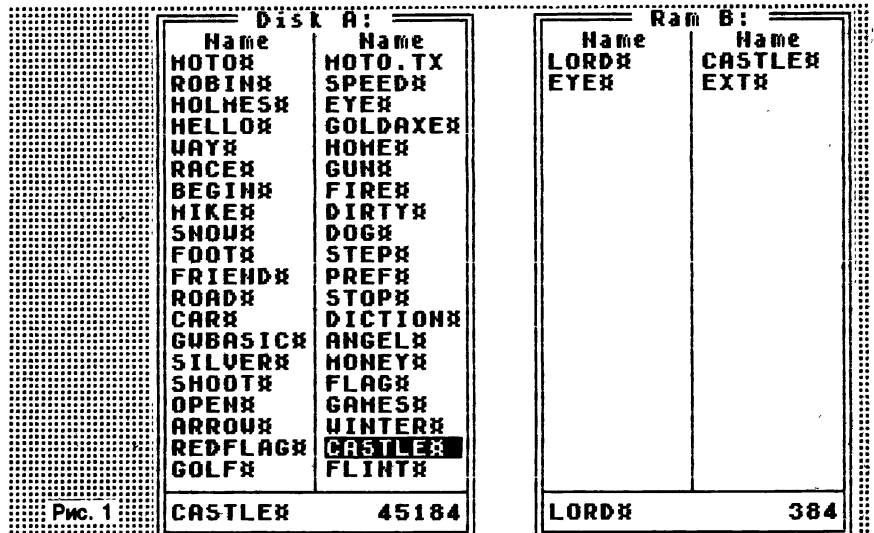 Disk A:
Name Name
MOTO¤ MOTO.TX
ROBIN¤ SPEED¤
HOLMES¤ EYE¤
HELLO¤ GOLDAXE¤
WAY¤ HOME¤
RACE¤ GUN¤
BEGIN¤ FIRE¤
MIKE¤ DIRTY¤
SNOW¤ DOG¤
FOOT¤ STEP¤
FRIEND¤ PREF¤
ROAD¤ STOP¤
CAR¤ DICTION¤
GWBASIC¤ ANGEL¤
SILVER¤ MONEY¤
SHOOT¤ FLAG¤
OPEN¤ GAMES¤
ARROW¤ WINTER¤
REDFLAG¤ CASTLE¤
GOLF¤ FLINT¤
CASTLE¤ 45184
Ram B:
Name Name
LORD¤ CASTLE¤
EYE¤ EXT¤
LORD¤ 384
Рис. 1